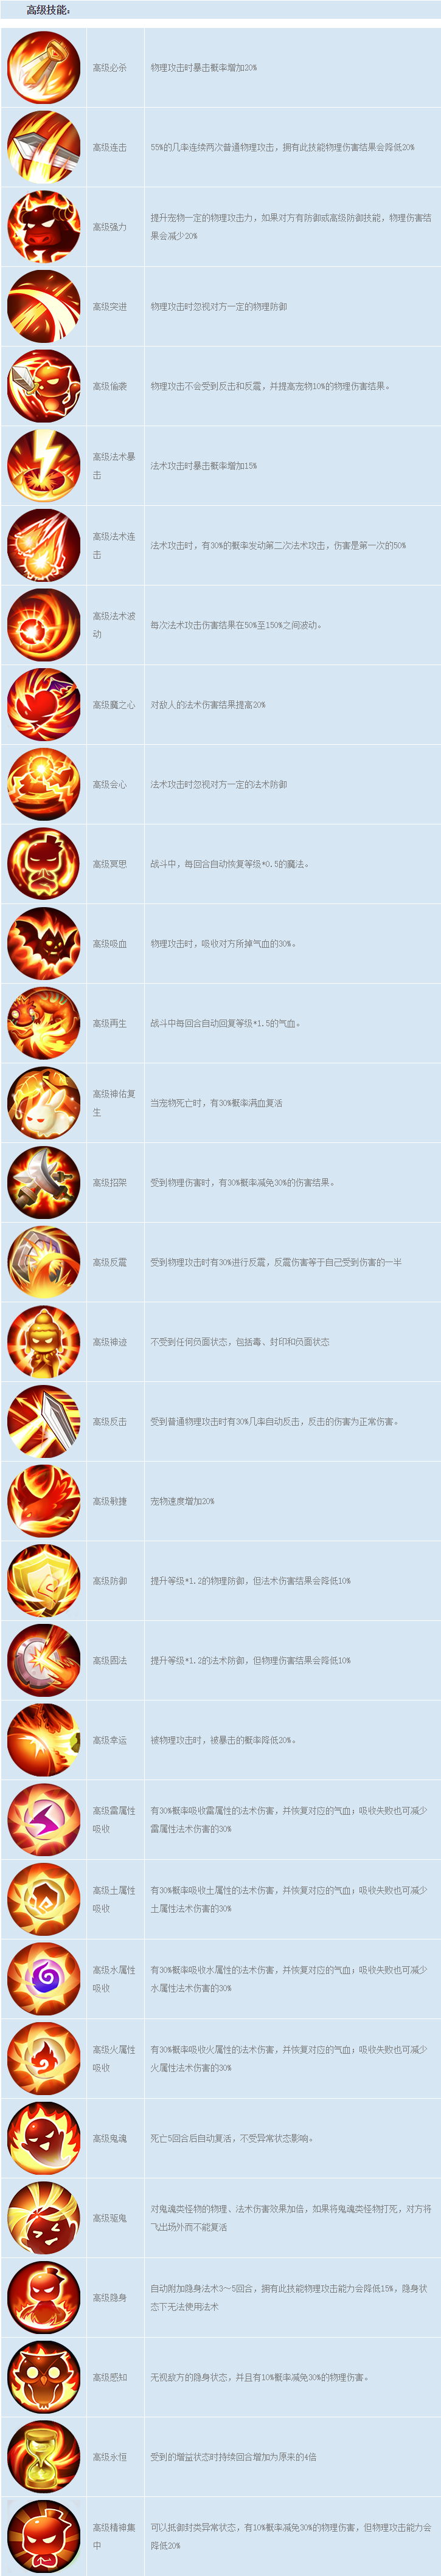 高级技能：
高级必杀
物理攻击时暴击概率增加20%
高级连击
55%的几率连续两次普通物理攻击，拥有此技能物理伤害结果会降低20%
高级强力
提升宠物一定的物理攻击力，如果对方有防御或高级防御技能，物理伤害结
果会减少20%
高级突进
物理攻击时忽视对方一定的物理防御
高级偷袭
物理攻击不会受到反击和反震，并提高宠物10%的物理伤害结果。
高级法术暴
击
法术攻击时暴击概率增加15%
高级法术连
击
法术攻击时，有30%的概率发动第二次法术攻击，伤害是第一次的50%
高级法术波
动
每次法术攻击伤害结果在50%至150%之间波动。
高级魔之心
对敌人的法术伤害结果提高20%
高级会心
法术攻击时忽视对方一定的法术防御
高级冥思
战斗中，每回合自动恢复等级*0.5的魔法。
高级吸血
物理攻击时，吸收对方所掉气血的30%。
高级再生
战斗中每回合自动回复等级*1.5的气血。
高级神佑复
生
当宠物死亡时，有30%概率满血复活
高级招架
受到物理伤害时，有30%概率减免30%的伤害结果。
高级反震
受到物理攻击时有30%进行反震，反震伤害等于自己受到伤害的一半
高级神迹
不受到任何负面状态，包括毒、封印和负面状态
高级反击
受到普通物理攻击时有30%几率自动反击，反击的伤害为正常伤害。
高级敏捷
宠物速度增加20%
高级防御
提升等级*1.2的物理防御，但法术伤害结果会降低10%
高级固法
提升等级*1.2的法术防御，但物理伤害结果会降低10%
高级幸运
被物理攻击时，被暴击的概率降低20%。
高级雷属性
吸收
有30%概率吸收雷属性的法术伤害，并恢复对应的气血；吸收失败也可减少
雷属性法术伤害的30%
高级土属性
吸收
有30%概率吸收土属性的法术伤害，并恢复对应的气血；吸收失败也可减少
土属性法术伤害的30%
高级水属性
吸收
有30%概率吸收水属性的法术伤害，并恢复对应的气血；吸收失败也可减少
水属性法术伤害的30%
高级火属性
吸收
有30%概率吸收火属性的法术伤害，并恢复对应的气血；吸收失败也可减少
火属性法术伤害的30%
高级鬼魂
死亡5回合后自动复活，不受异常状态影响。
高级驱鬼
对鬼魂类怪物的物理、法术伤害效果加倍，如果将鬼魂类怪物打死，对方将
飞出场外而不能复活
高级隐身
自动附加隐身法术3～5回合，拥有此技能物理攻击能力会降低15%，隐身状
态下无法使用法术
高级感知
无视敌方的隐身状态，并且有10%概率减免30%的物理伤害。
高级永恒
受到的增益状态时持续回合增加为原来的4倍
高级精神集
中
可以抵御封类异常状态，有10%概率减免30%的物理伤害，但物理攻击能力会
降低20%